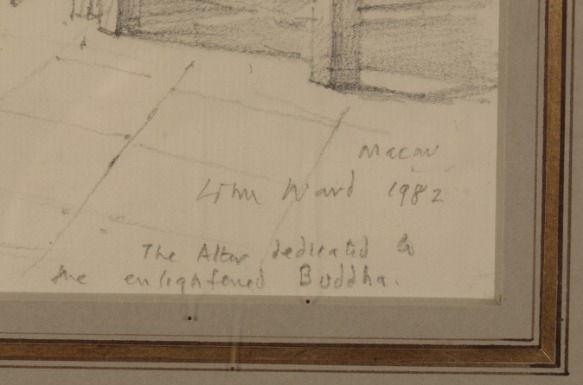 Macau
John Ward 1982
The Altar dedicated to
the enlightened Buddha.